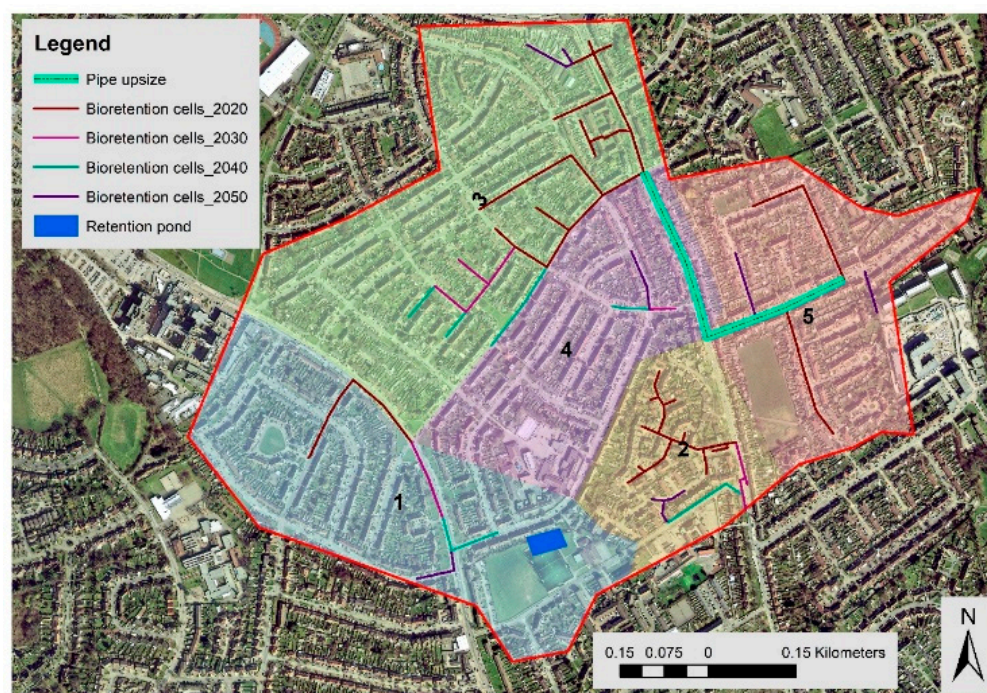 Legend
Pipe upsize
Bioretention cells_2020
Bioretention cells_2030
Bioretention cells_2040
Bioretention cells_2050
Retention pond
3
4
5
2
1
N
0.15 0.075 0 0.15 Kilometers